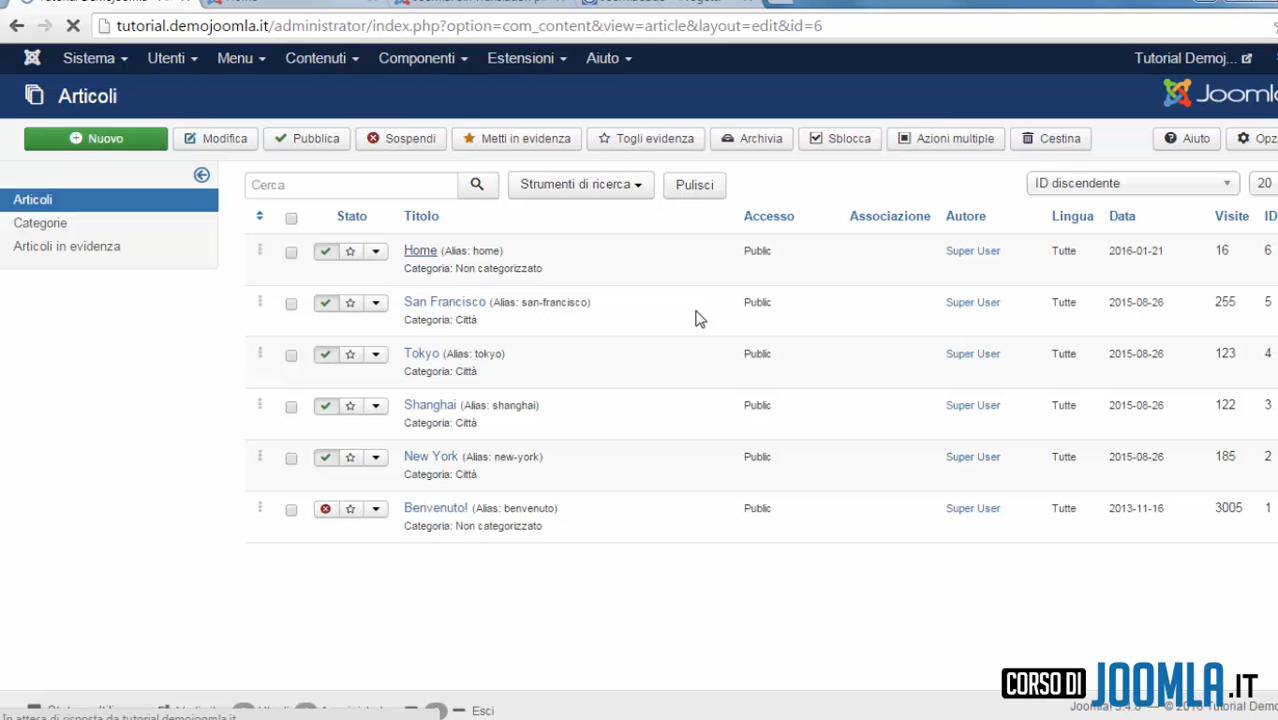 tutorial.demojoomla.it/administrator/index.php?option=com_content&view=article&layout=edit&id=6
Sistema Utenti Menu Contenuti Componenti Estensioni Aiuto Tutorial Demoj...
Articoli Joomla
Nuovo Modifica Pubblica Sospendi Metti in evidenza Togli evidenza Archivia Sblocca Azioni multiple Cestina Aiuto Opz
Cerca Strumenti di ricerca Pulisci ID discendente 20
Articoli
Categorie
Articoli in evidenza
Stato Titolo Accesso Associazione Autore Lingua Data Visite ID
Home (Alias: home) Public Super User Tutte 2016-01-21 16 6
Categoria: Non categorizzato
San Francisco (Alias: san-francisco) Public Super User Tutte 2015-08-26 255 5
Categoria: Città
Tokyo (Alias: tokyo) Public Super User Tutte 2015-08-26 123 4
Categoria: Città
Shanghai (Alias: shanghai) Public Super User Tutte 2015-08-26 122 3
Categoria: Città
New York (Alias: new-york) Public Super User Tutte 2015-08-26 185 2
Categoria: Città
Benvenuto! (Alias: benvenuto) Public Super User Tutte 2013-11-16 3005 1
Categoria: Non categorizzato
CORSO DI JOOMLA.IT
Esci
In attesa di risposta da tutorial.demojoomla.it